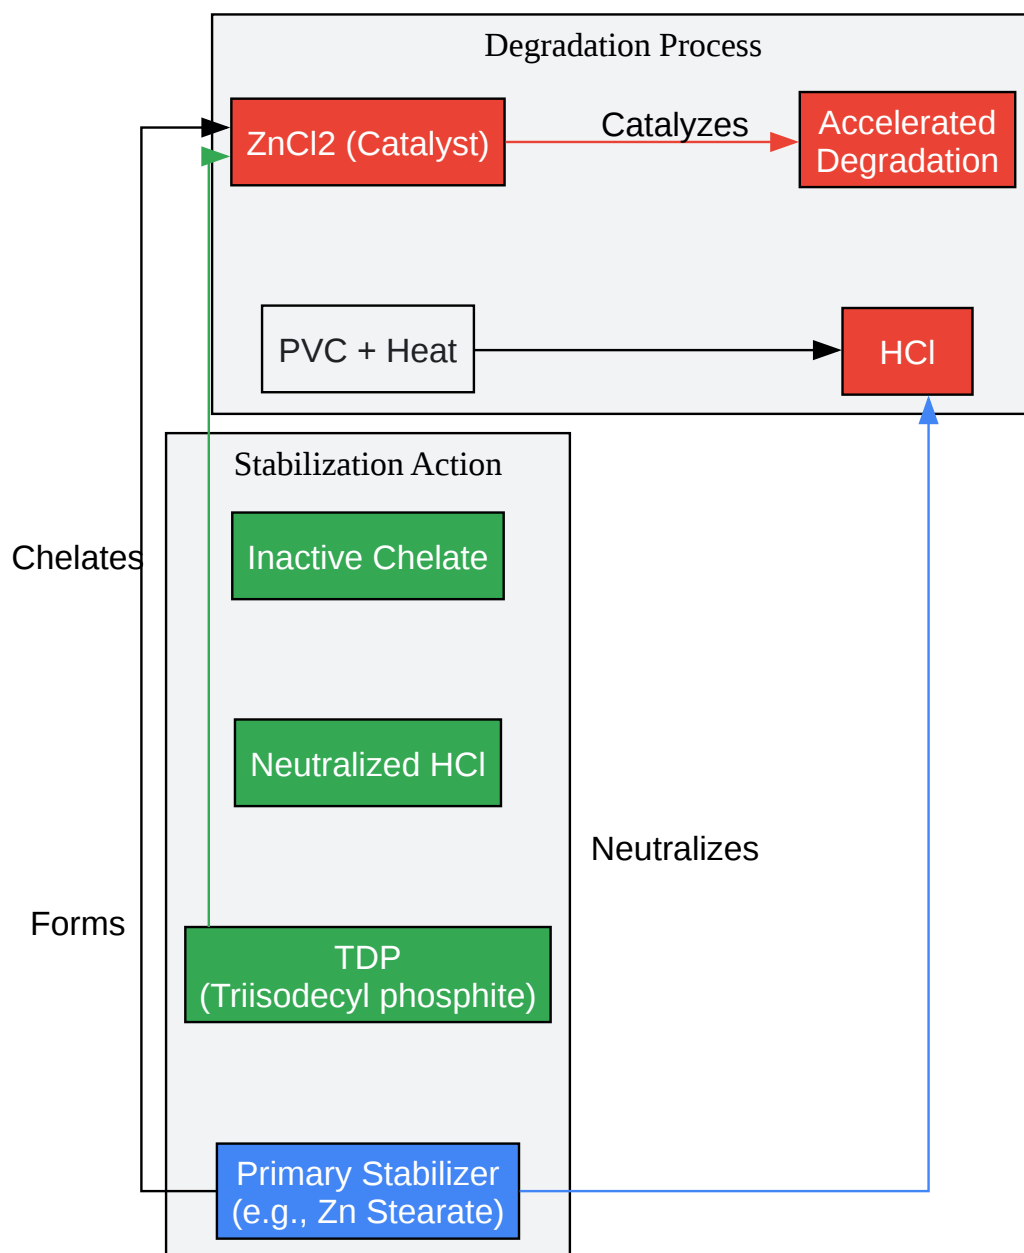 Degradation Process
ZnCl2 (Catalyst)
Catalyzes
Accelerated
Degradation
PVC + Heat
HCl
Stabilization Action
Chelates
Inactive Chelate
Neutralized HCl
Neutralizes
Forms
TDP
(Triisodecyl phosphite)
Primary Stabilizer
(e.g., Zn Stearate)